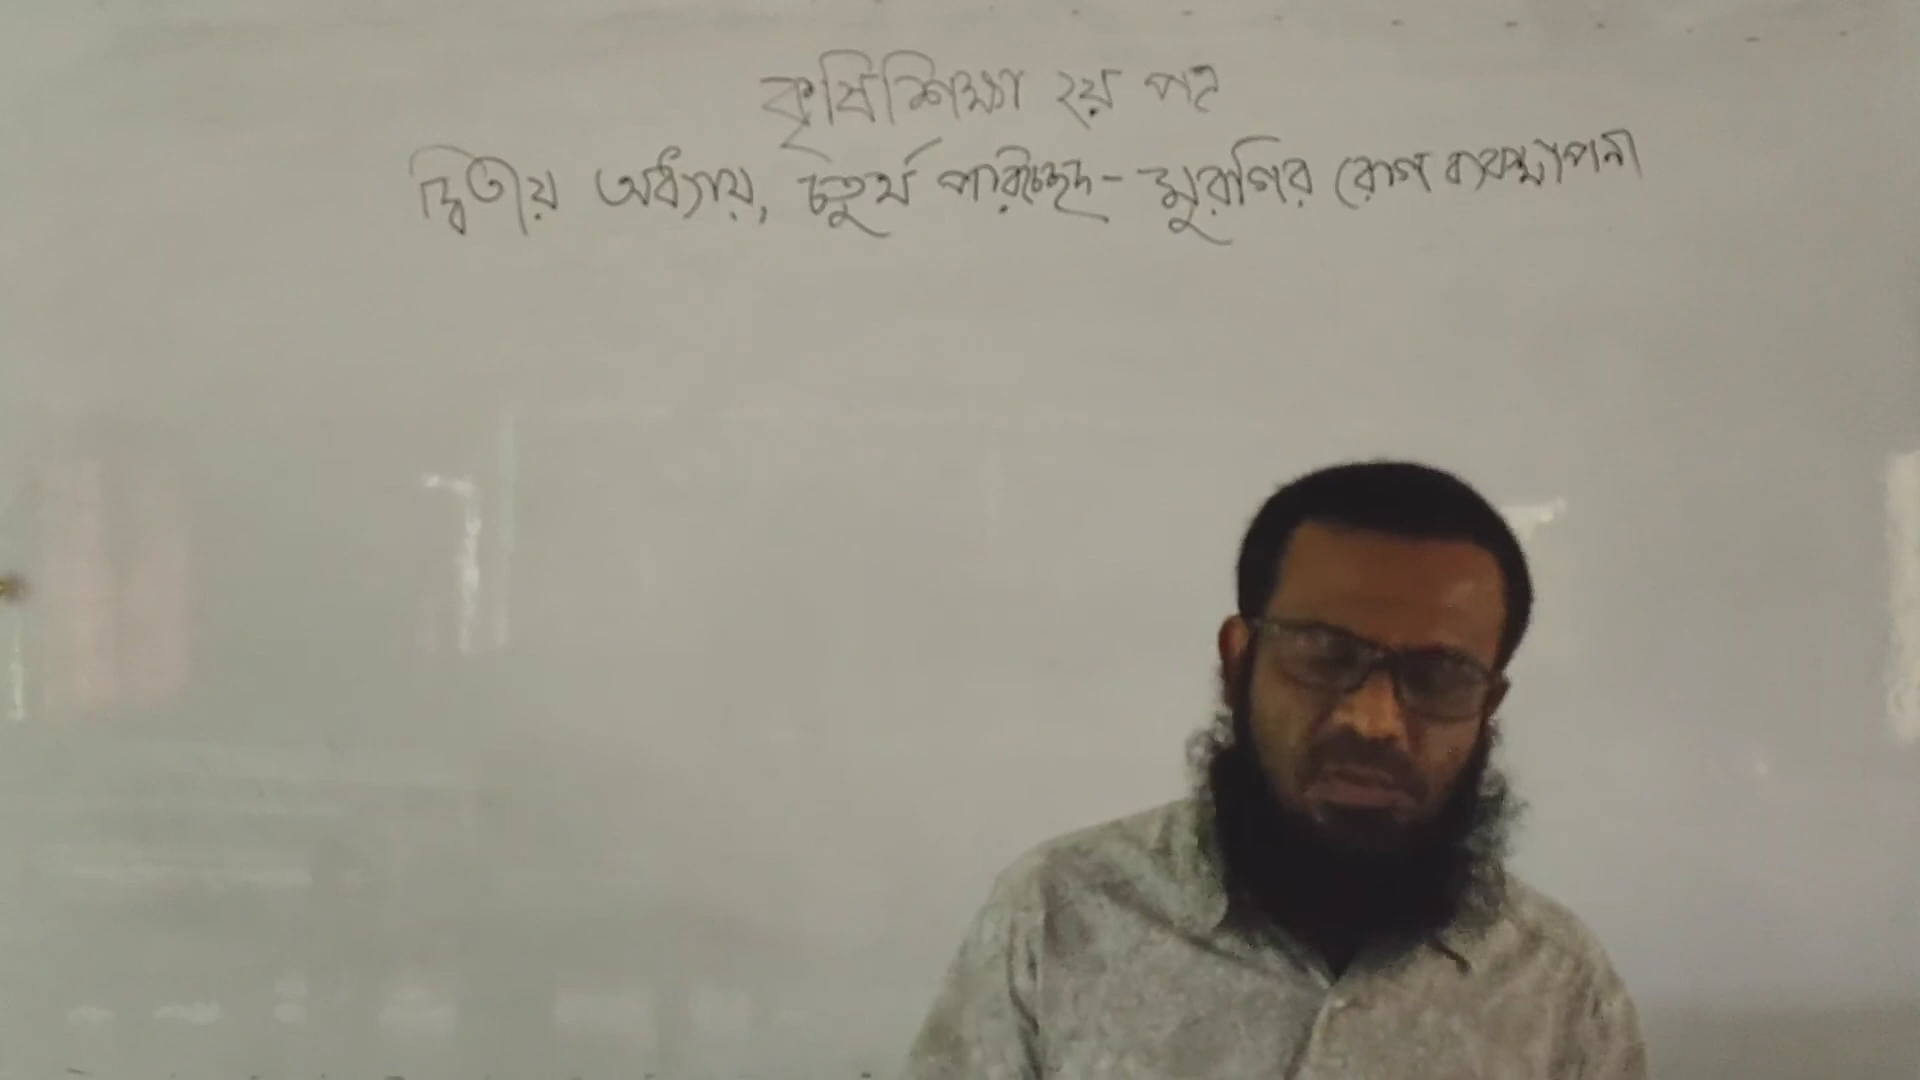 কৃষিশিক্ষা ২য় পত্র
দ্বিতীয় অধ্যায়, চতুর্থ পরিচ্ছেদ - মুরগির রোগ ব্যবস্থাপনা